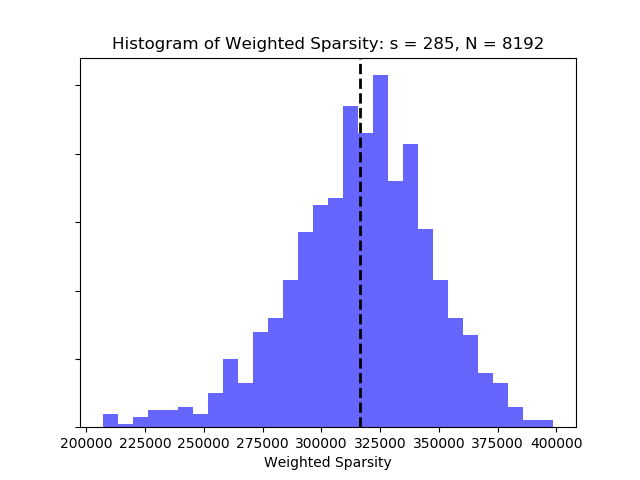 Histogram of Weighted Sparsity: s = 285, N = 8192
200000 225000 250000 275000 300000 325000 350000 375000 400000
Weighted Sparsity